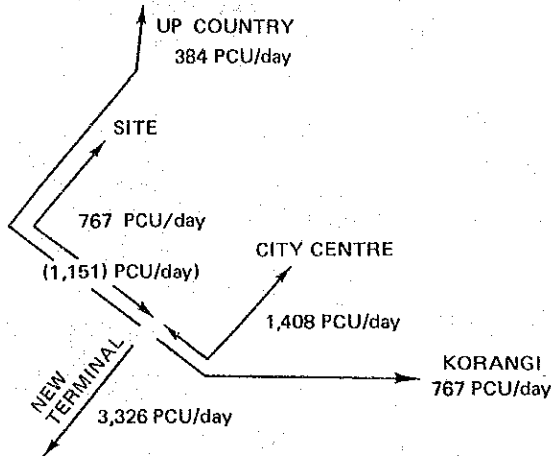 UP COUNTRY
384 PCU/day
SITE
767 PCU/day
(1,151) PCU/day)
CITY CENTRE
1,408 PCU/day
KORANGI
767 PCU/day
NEW
TERMINAL
3,326 PCU/day